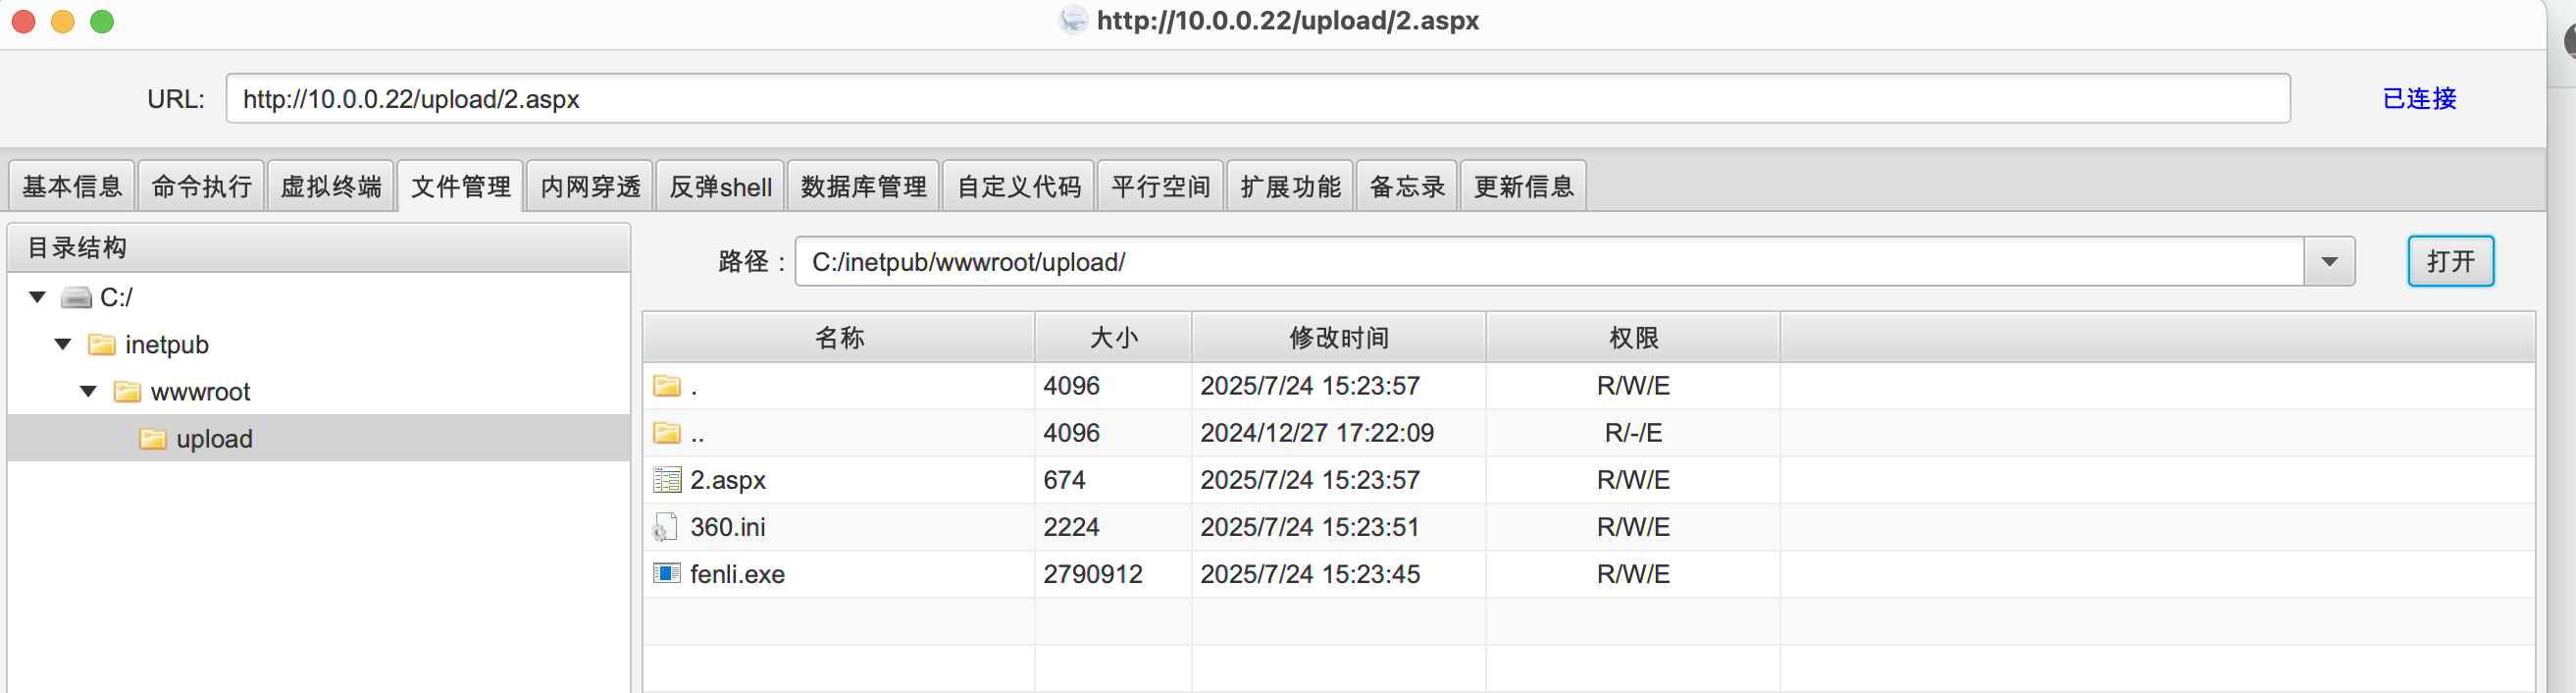 http://10.0.0.22/upload/2.aspx
URL: http://10.0.0.22/upload/2.aspx 已连接
基本信息 命令执行 虚拟终端 文件管理 内网穿透 反弹shell 数据库管理 自定义代码 平行空间 扩展功能 备忘录 更新信息
目录结构
路径： C:/inetpub/wwwroot/upload/ 打开
C:/
inetpub
wwwroot
upload
名称 大小 修改时间 权限
. 4096 2025/7/24 15:23:57 R/W/E
.. 4096 2024/12/27 17:22:09 R/-/E
2.aspx 674 2025/7/24 15:23:57 R/W/E
360.ini 2224 2025/7/24 15:23:51 R/W/E
fenli.exe 2790912 2025/7/24 15:23:45 R/W/E